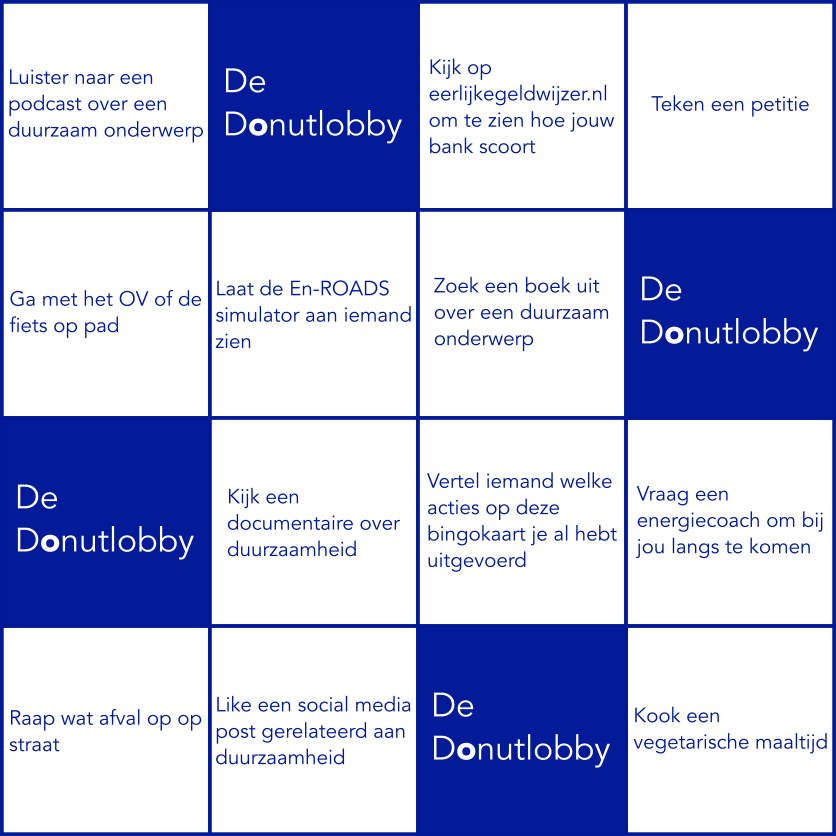 Luister naar een
podcast over een
duurzaam onderwerp
De
Donutlobby
Kijk op
eerlijkegeldwijzer.nl
om te zien hoe jouw
bank scoort
Teken een petitie
Ga met het OV of de
fiets op pad
Laat de En-ROADS
simulator aan iemand
zien
Zoek een boek uit
over een duurzaam
onderwerp
De
Donutlobby
De
Donutlobby
Kijk een
documentaire over
duurzaamheid
Vertel iemand welke
acties op deze
bingokaart je al hebt
uitgevoerd
Vraag een
energiecoach om bij
jou langs te komen
Raap wat afval op op
straat
Like een social media
post gerelateerd aan
duurzaamheid
De
Donutlobby
Kook een
vegetarische maaltijd